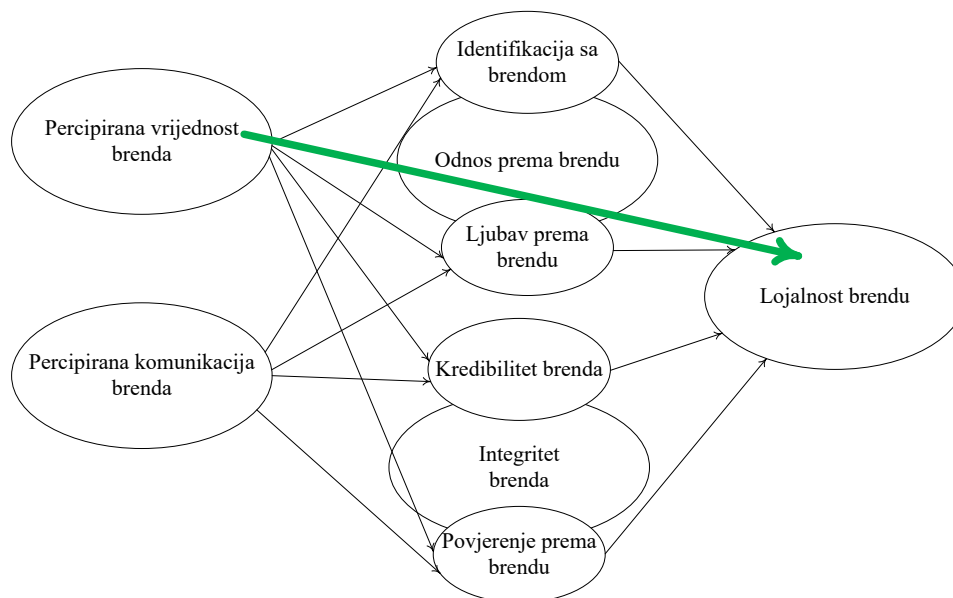 Identifikacija sa
brendom
Percipirana vrijednost
brenda
Odnos prema brendu
Ljubav prema
brendu
Lojalnost brendu
Percipirana komunikacija
brenda
Kredibilitet brenda
Integritet
brenda
Povjerenje prema
brendu